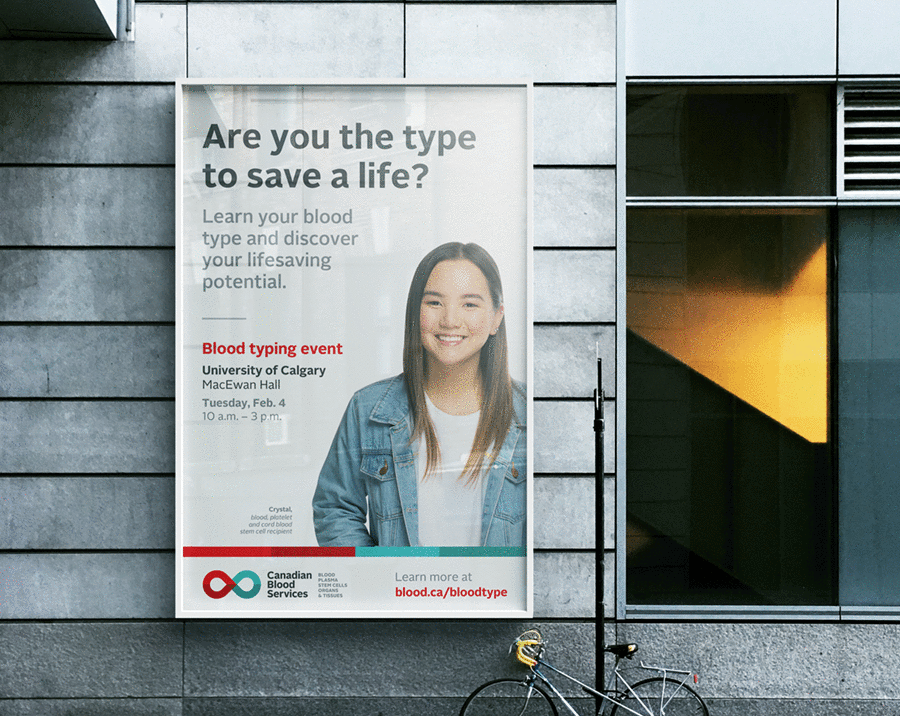 Are you the type
to save a life?
Learn your blood
type and discover
your lifesaving
potential.
Blood typing event
University of Calgary
MacEwan Hall
Tuesday, Feb. 4
10 a.m. – 3 p.m.
Crystal,
blood, platelet
and cord blood
stem cell recipient
Canadian
Blood
Services
BLOOD
PLASMA
STEM CELLS
ORGANS
& TISSUES
Learn more at
blood.ca/bloodtype